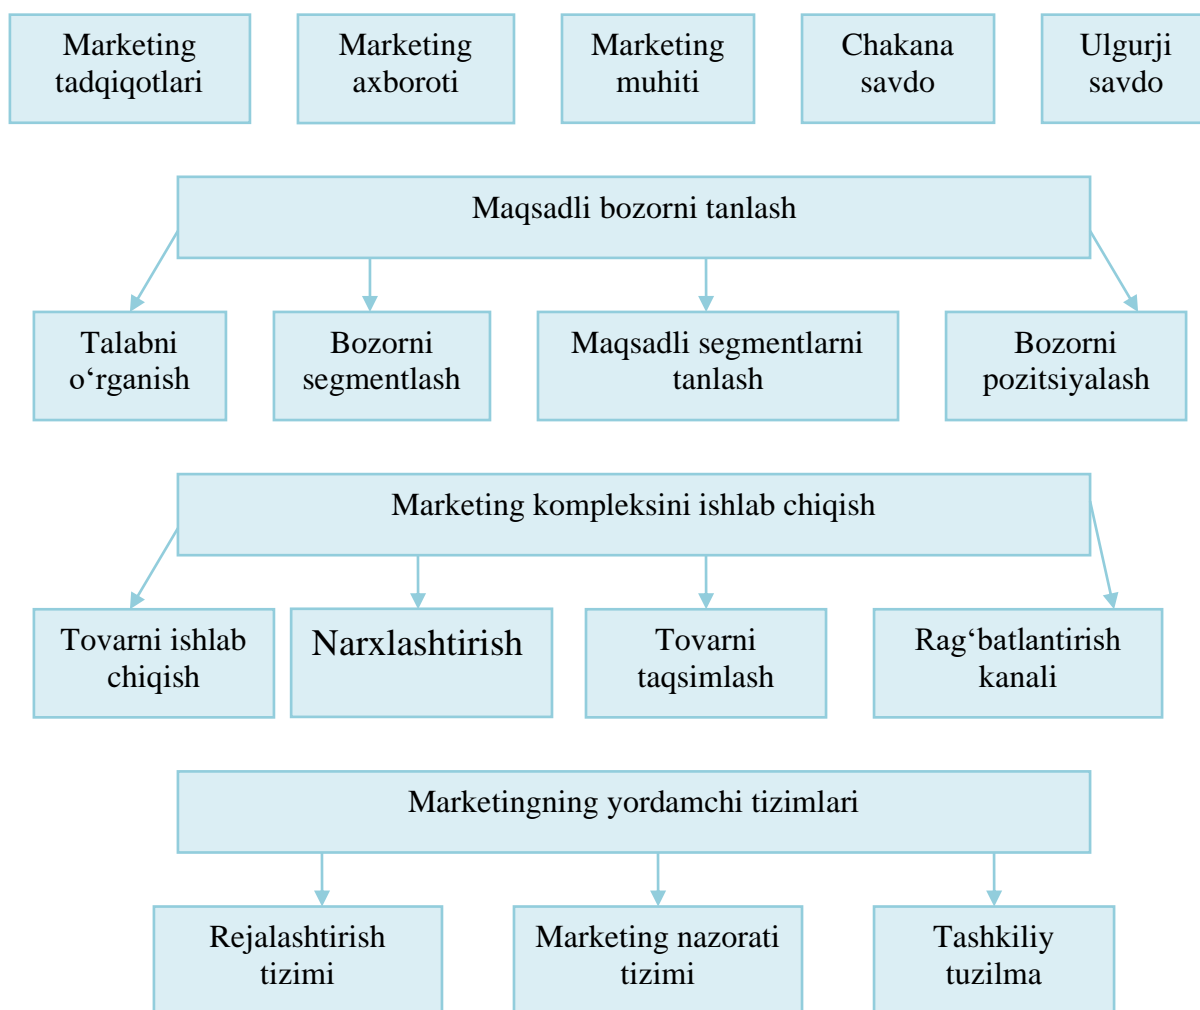 Marketing
tadqiqotlari
Marketing
axboroti
Marketing
muhiti
Chakana
savdo
Ulgurji
savdo
Maqsadli bozorni tanlash
Talabni
o‘rganish
Bozorni
segmentlash
Maqsadli segmentlarni
tanlash
Bozorni
pozitsiyalash
Marketing kompleksini ishlab chiqish
Tovarni ishlab
chiqish
Narxlashtirish
Tovarni
taqsimlash
Rag‘batlantirish
kanali
Marketingning yordamchi tizimlari
Rejalashtirish
tizimi
Marketing nazorati
tizimi
Tashkiliy
tuzilma